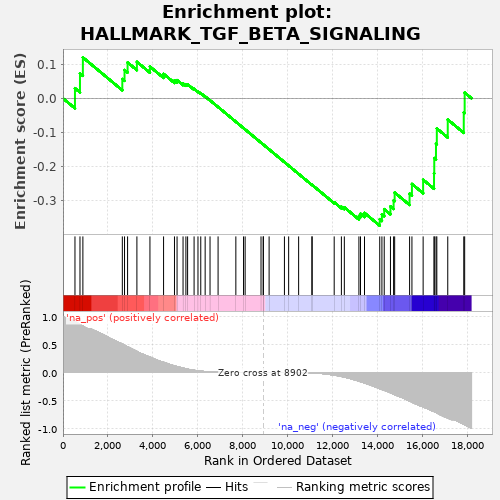 Enrichment plot:
HALLMARK_TGF_BETA_SIGNALING
Enrichment score (ES)
0.1
0.0
-0.1
-0.2
-0.3
Ranked list metric (PreRanked)
'na_pos' (positively correlated)
1.0
0.5
0.0
-0.5
-1.0
Zero cross at 8902
'na_neg' (negatively correlated)
0 2,000 4,000 6,000 8,000 10,000 12,000 14,000 16,000 18,000
Rank in Ordered Dataset
Enrichment profile Hits Ranking metric scores